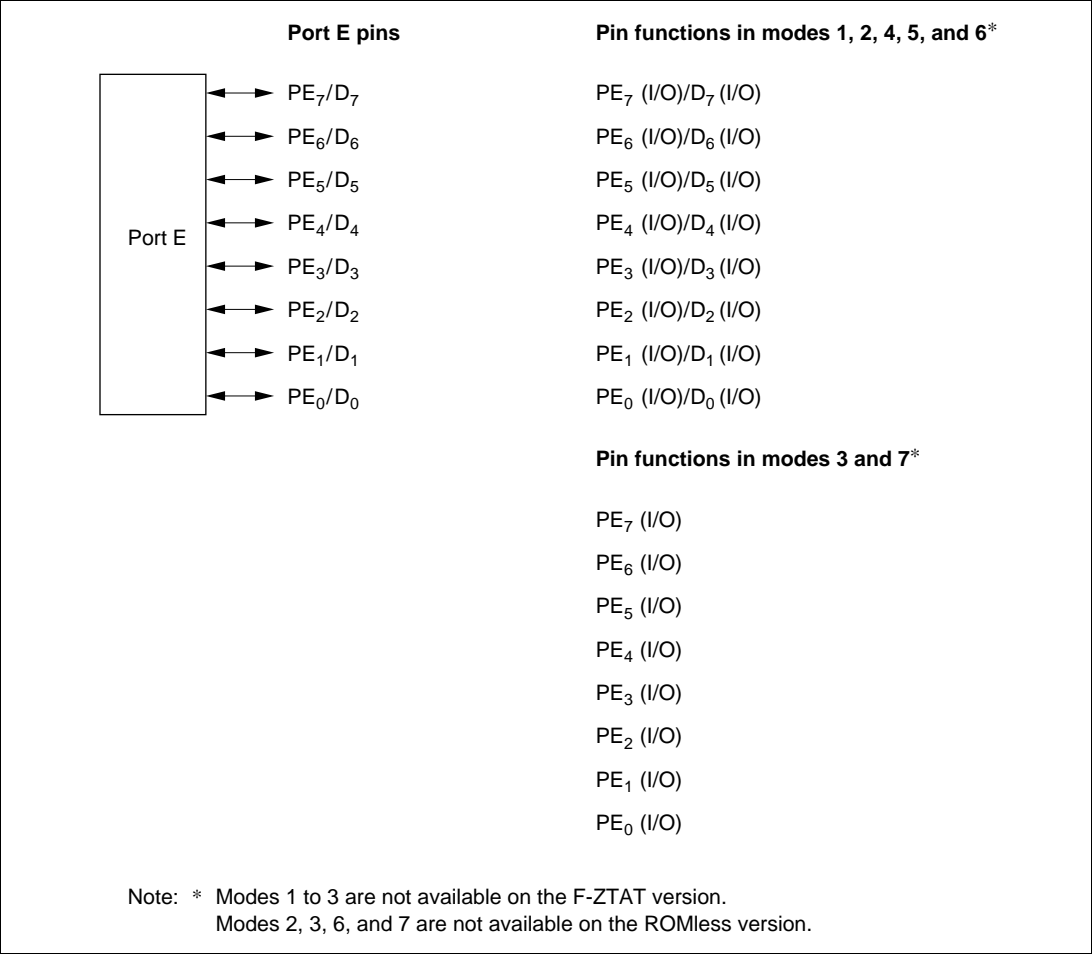 Port E pins Pin functions in modes 1, 2, 4, 5, and 6*
PE7/D7 PE7 (I/O)/D7 (I/O)
PE6/D6 PE6 (I/O)/D6 (I/O)
PE5/D5 PE5 (I/O)/D5 (I/O)
Port E
PE4/D4 PE4 (I/O)/D4 (I/O)
PE3/D3 PE3 (I/O)/D3 (I/O)
PE2/D2 PE2 (I/O)/D2 (I/O)
PE1/D1 PE1 (I/O)/D1 (I/O)
PE0/D0 PE0 (I/O)/D0 (I/O)
Pin functions in modes 3 and 7*
PE7 (I/O)
PE6 (I/O)
PE5 (I/O)
PE4 (I/O)
PE3 (I/O)
PE2 (I/O)
PE1 (I/O)
PE0 (I/O)
Note: * Modes 1 to 3 are not available on the F-ZTAT version.
Modes 2, 3, 6, and 7 are not available on the ROMless version.